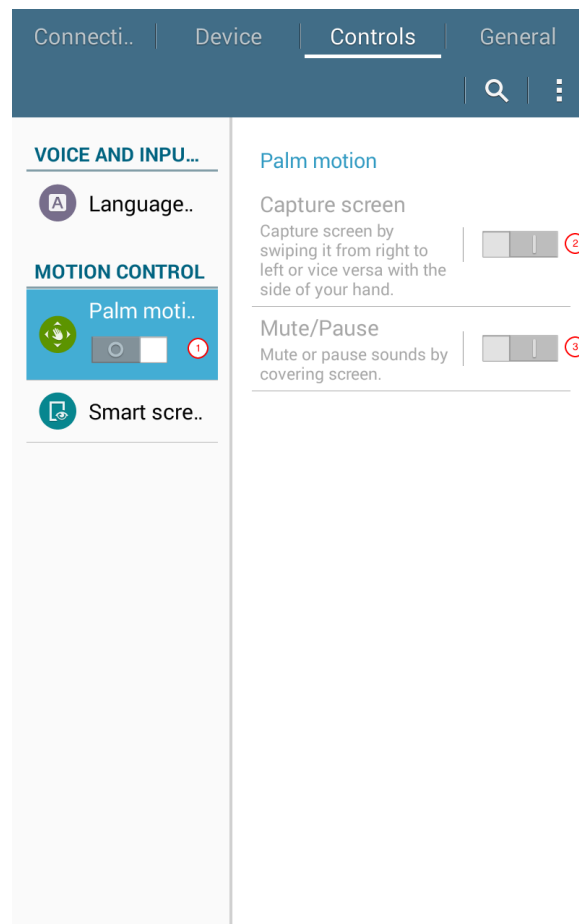 Connecti.. Device Controls General
VOICE AND INPU...
A Language..
MOTION CONTROL
Palm moti..
1
Smart scre..
Palm motion
Capture screen
Capture screen by
swiping it from right to
left or vice versa with the
side of your hand.
2
Mute/Pause
Mute or pause sounds by
covering screen.
3